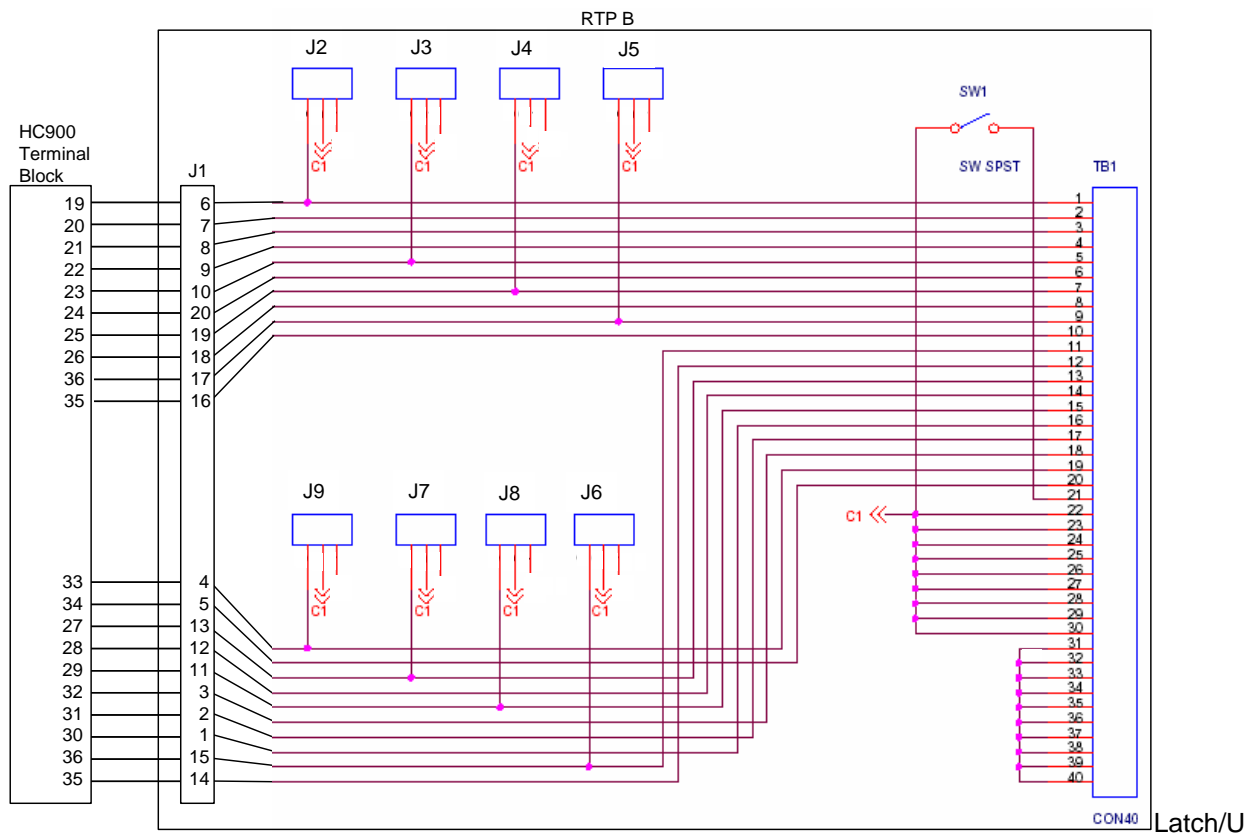 RTP B
J2 J3 J4 J5
SW1
HC900
Terminal
Block
J1
C1 C1 C1 C1
SW SPST
TB1
19 6 1
20 7 2
21 8 3
22 9 4
23 10 5
24 20 6
25 19 7
26 18 8
36 17 9
35 16 10
11
12
13
14
15
16
17
18
19
20
21
J9 J7 J8 J6
C1
22
23
24
25
26
27
28
29
30
C1 C1 C1 C1
33 4
34 5
27 13
28 12
29 11
32 3
31 2
30 1
36 15
35 14
31
32
33
34
35
36
37
38
39
40
CON40
Latch/U